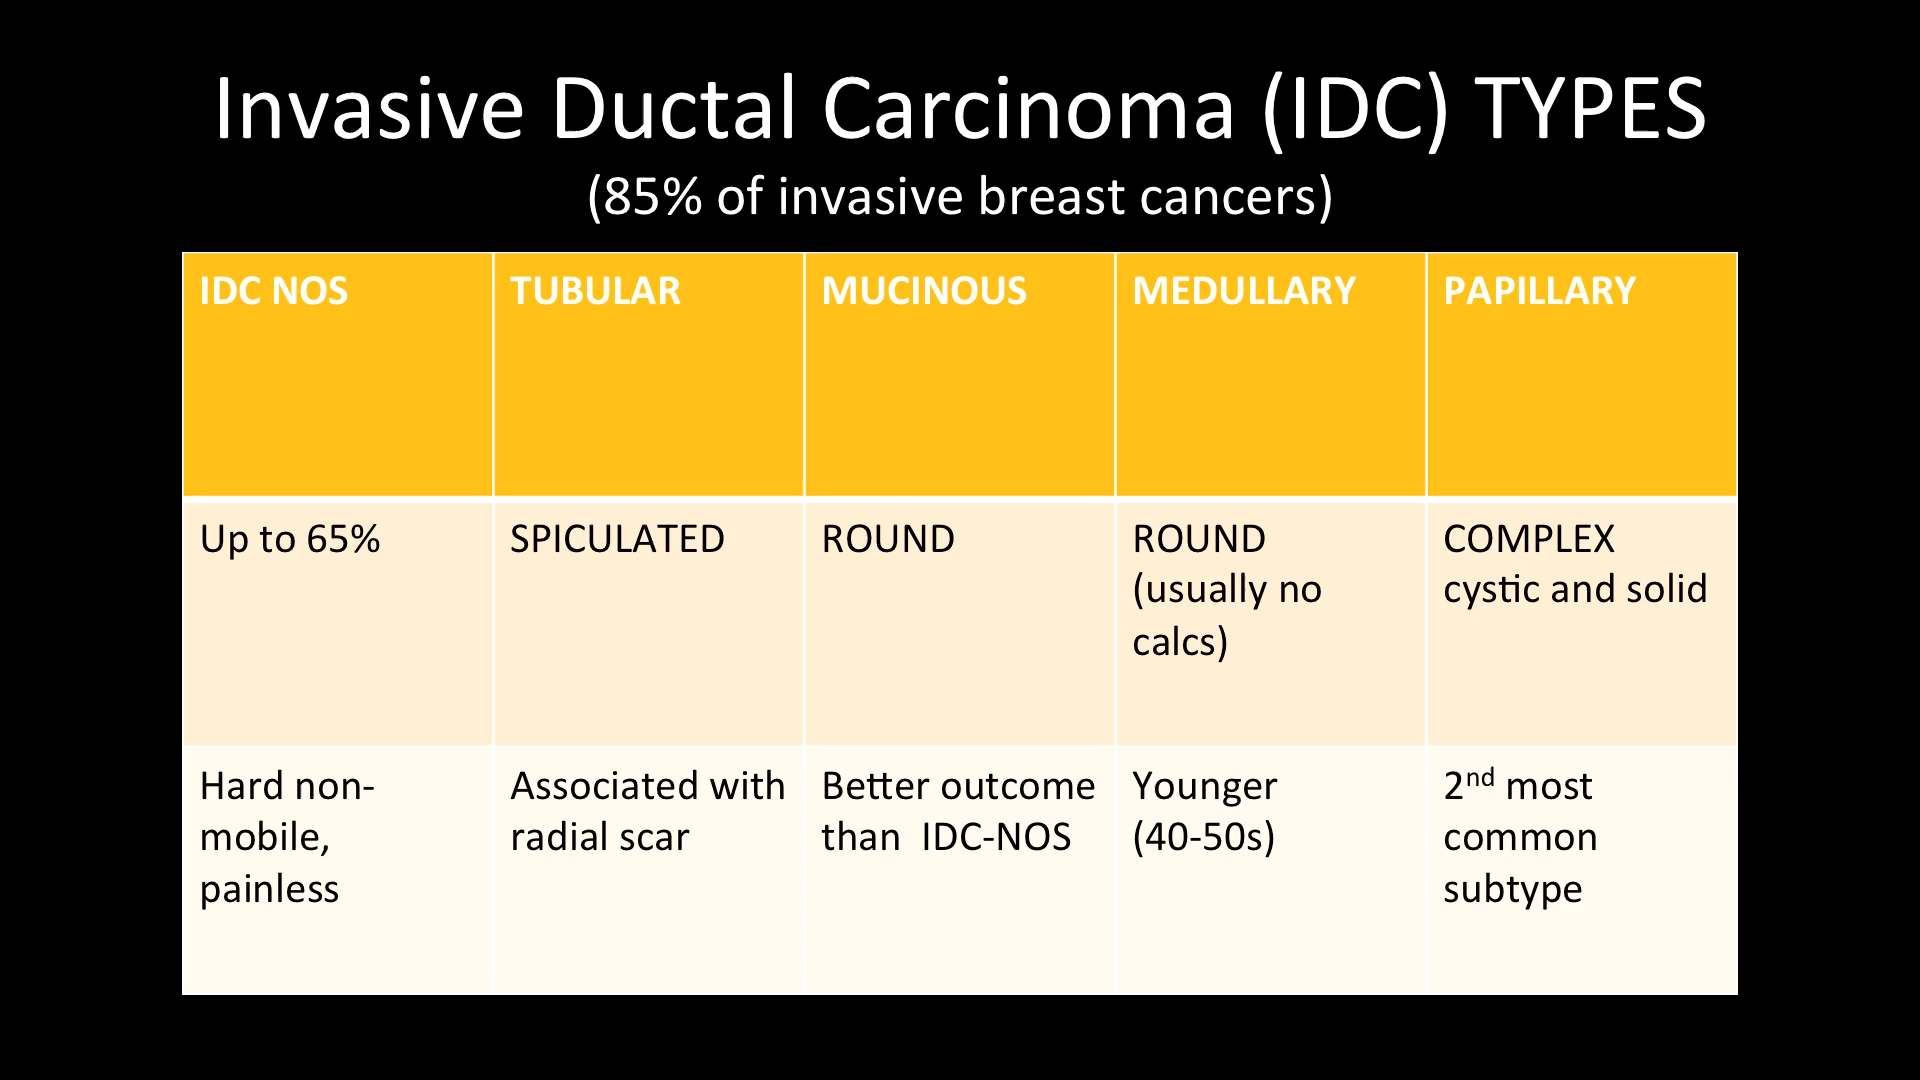 Invasive Ductal Carcinoma (IDC) TYPES
(85% of invasive breast cancers)
IDC NOS
TUBULAR
MUCINOUS
MEDULLARY
PAPILLARY
Up to 65%
SPICULATED
ROUND
ROUND
(usually no
calcs)
COMPLEX
cystic and solid
Hard non-
mobile,
painless
Associated with
radial scar
Better outcome
than  IDC-NOS
Younger
(40-50s)
2nd most
common
subtype